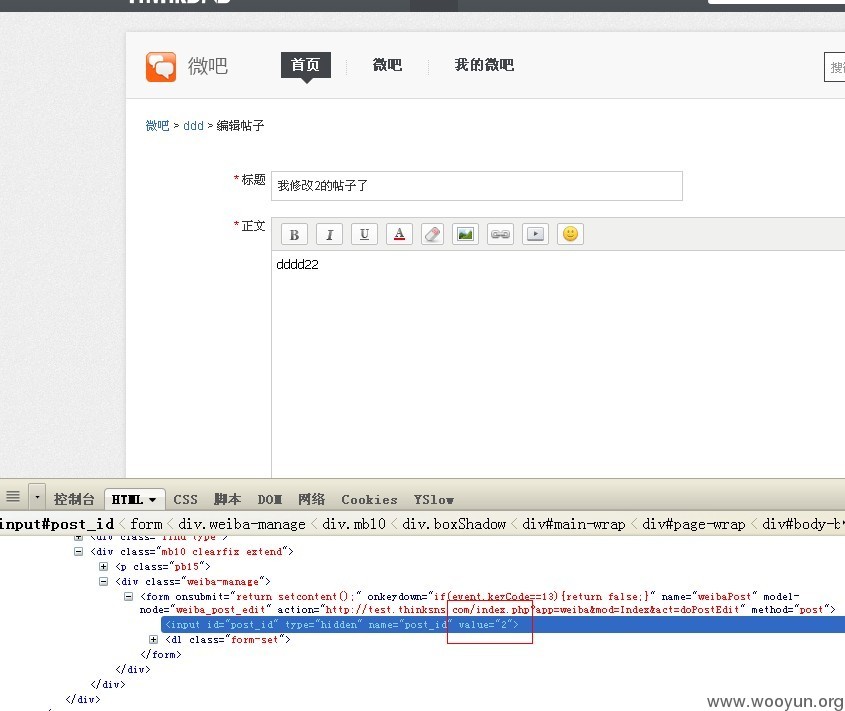 微吧
首页
微吧
我的微吧
微吧 > ddd > 编辑帖子
*标题
我修改2的帖子了
*正文
B I U A
dddd22
控制台 HTML CSS 脚本 DOM 网络 Cookies YSlow
input#post_id < form < div.weiba-manage < div.mb10 < div.boxShadow < div#main-wrap < div#page-wrap < div#body-b
<div class="find type">
<div class="mb10 clearfix extend">
<p class="pb15">
<div class="weiba-manage">
<form onsubmit="return setcontent();" onkeydown="if(event.keyCode==13){return false;}" name="weibaPost" model-
node="weiba_post_edit" action="http://test.thinksns.com/index.php?app=weiba&mod=Index&act=doPostEdit" method="post">
<input id="post_id" type="hidden" name="post_id" value="2">
<dl class="form-set">
</form>
</div>
</div>
</div>
www.wooyun.org